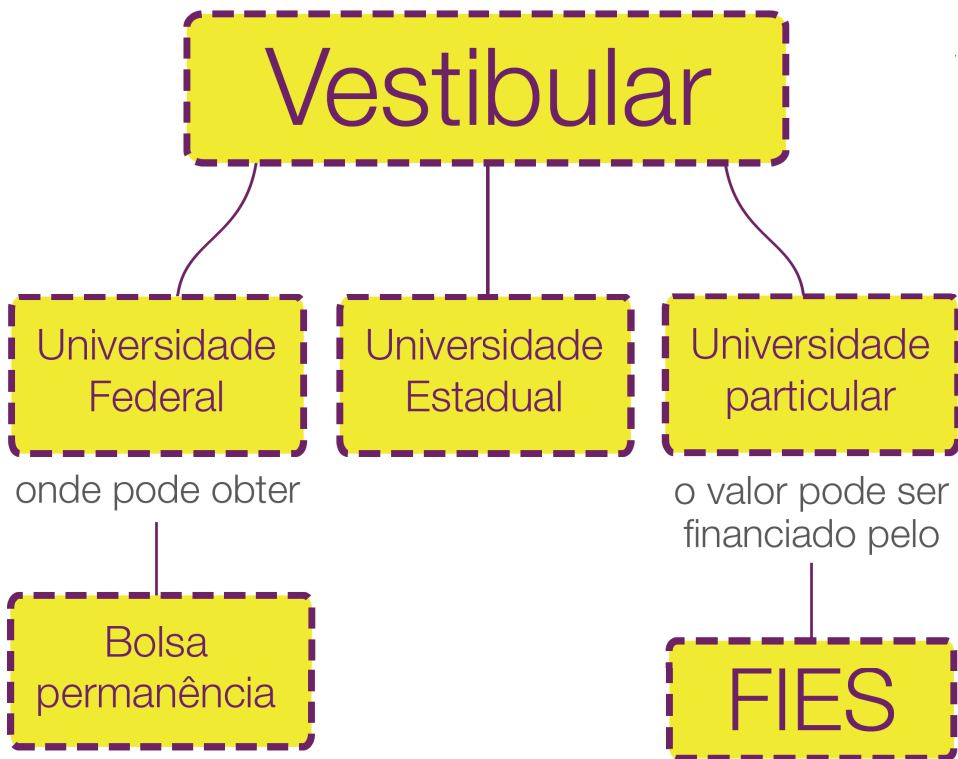 Vestibular
Universidade
Federal
Universidade
Estadual
Universidade
particular
onde pode obter
o valor pode ser
financiado pelo
Bolsa
permanência
FIES